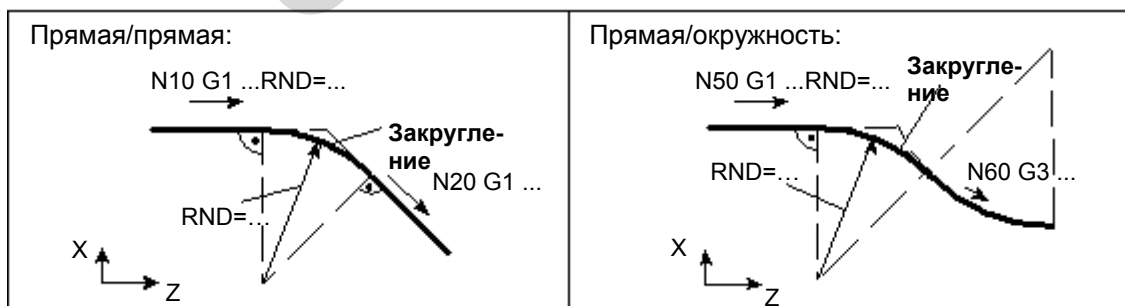 Прямая/прямая:
N10 G1 ...RND=...
Закругле-
ние
N20 G1 ...
RND=...
X
Z
Прямая/окружность:
N50 G1 ...RND=...
Закругле-
ние
RND=...
N60 G3 ...
X
Z